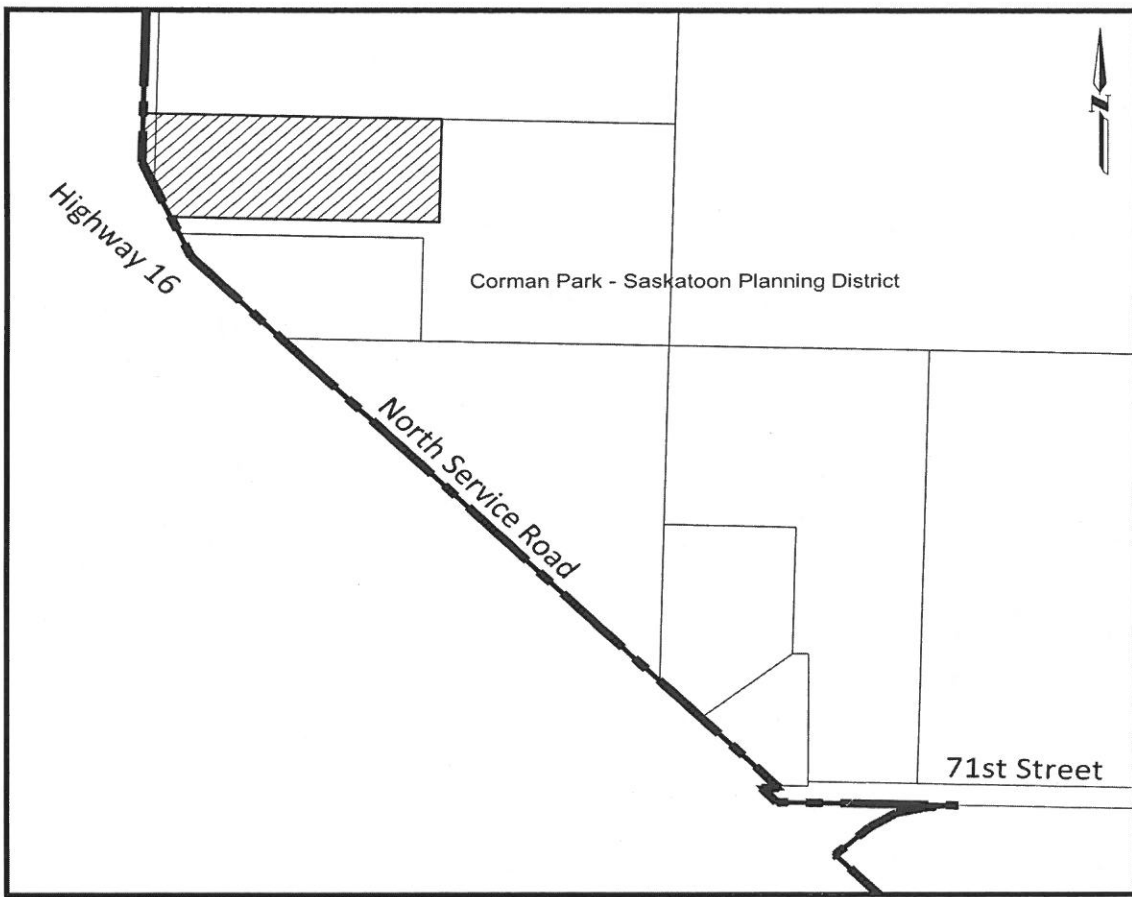 N
Highway 16
Corman Park - Saskatoon Planning District
North Service Road
71st Street